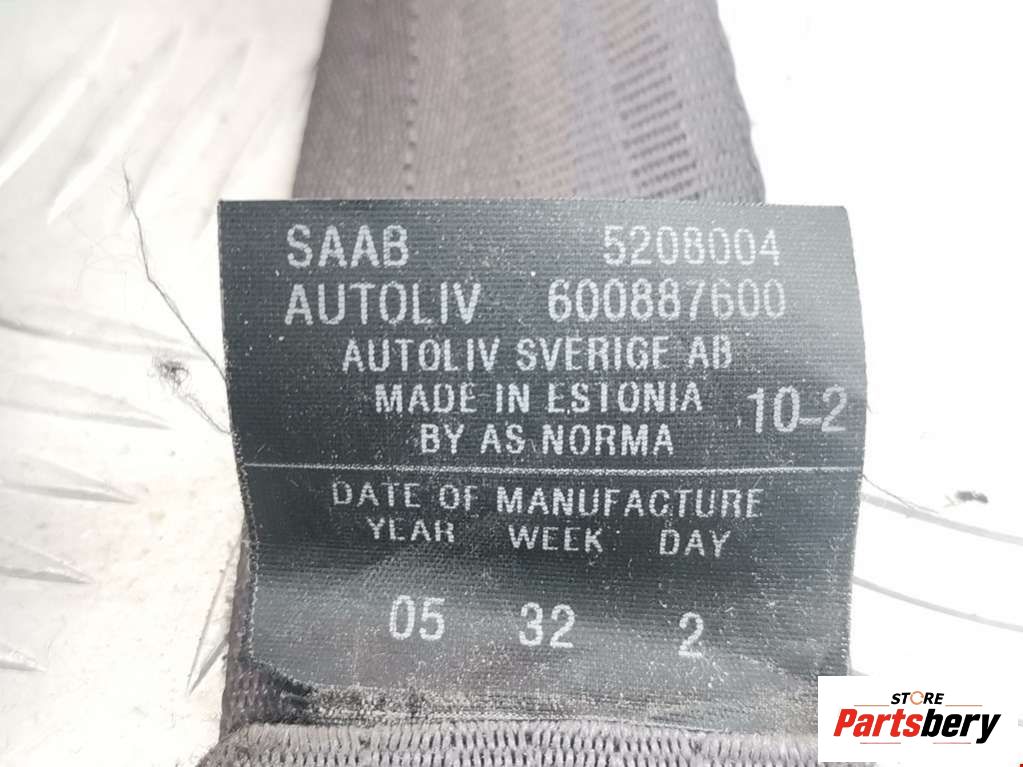 SAAB 5208004
AUTOLIV 600887600
AUTOLIV SVERIGE AB
MADE IN ESTONIA 10-2
BY AS NORMA
DATE OF MANUFACTURE
YEAR WEEK DAY
05 32 2
STORE
Partsbery